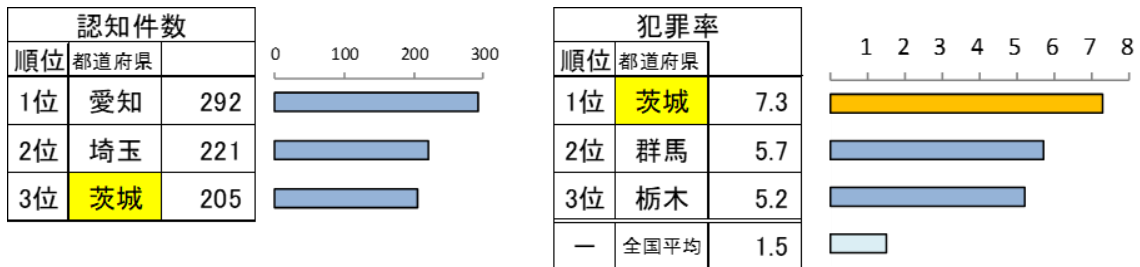 認知件数
順位 都道府県
1位 愛知 292
2位 埼玉 221
3位 茨城 205
0 100 200 300
犯罪率
順位 都道府県
1位 茨城 7.3
2位 群馬 5.7
3位 栃木 5.2
― 全国平均 1.5
1 2 3 4 5 6 7 8